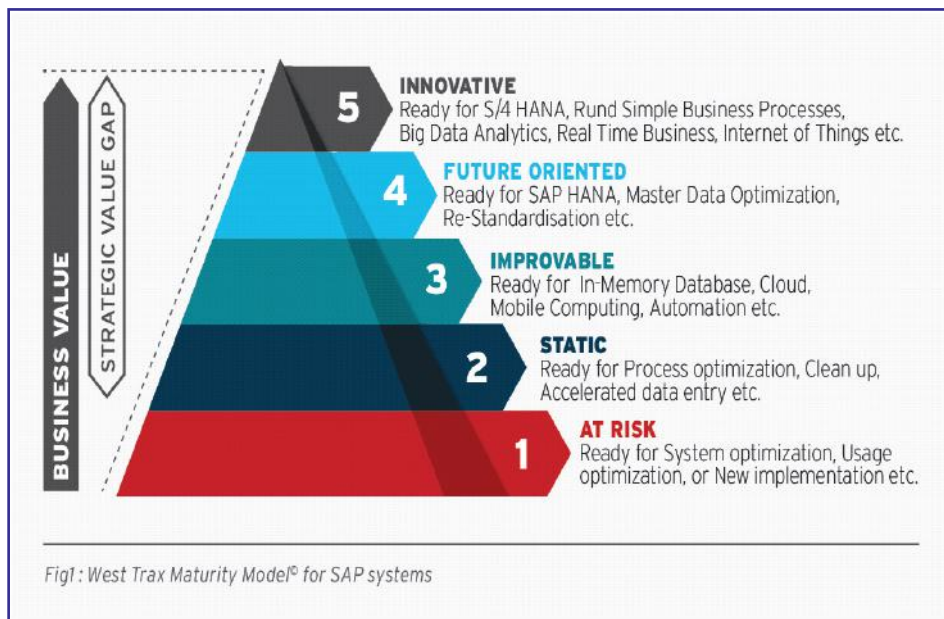 BUSINESS VALUE
STRATEGIC VALUE GAP
5
INNOVATIVE
Ready for S/4 HANA, Rund Simple Business Processes,
Big Data Analytics, Real Time Business, Internet of Things etc.
4
FUTURE ORIENTED
Ready for SAP HANA, Master Data Optimization,
Re-Standardisation etc.
3
IMPROVABLE
Ready for In-Memory Database, Cloud,
Mobile Computing, Automation etc.
2
STATIC
Ready for Process optimization, Clean up,
Accelerated data entry etc.
1
AT RISK
Ready for System optimization, Usage
optimization, or New implementation etc.
Fig1 : West Trax Maturity Model© for SAP systems